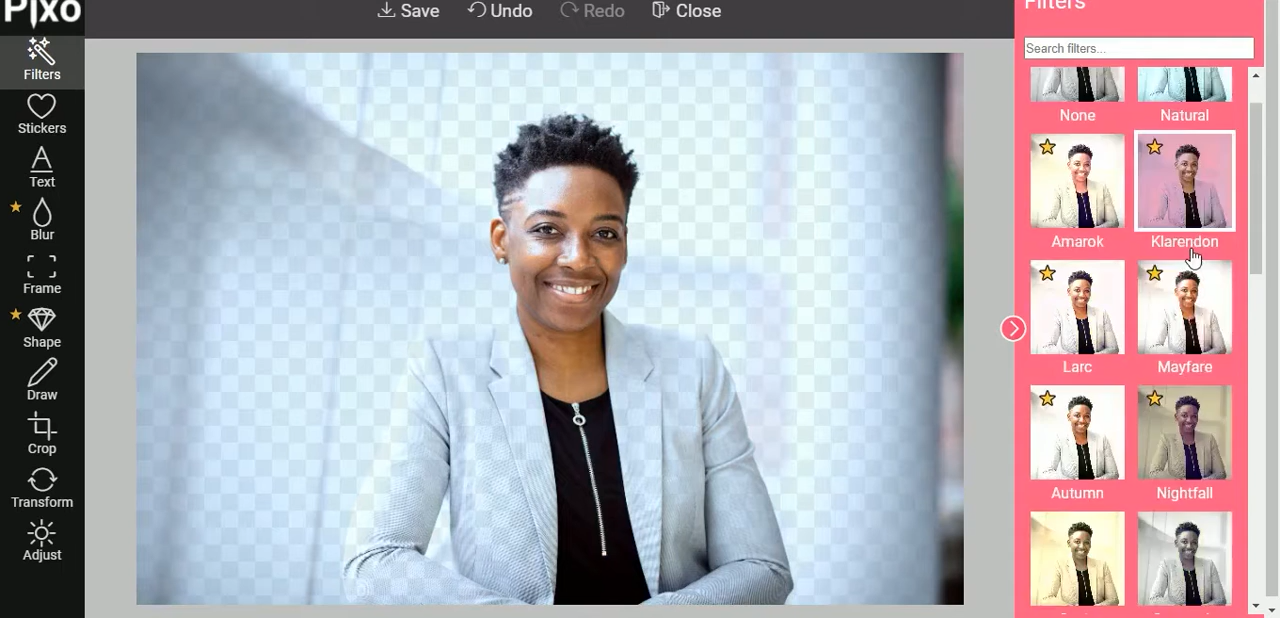 Pixo
Save
Undo
Redo
Close
Filters
Search filters...
Filters
Stickers
Text
Blur
Frame
Shape
Draw
Crop
Transform
Adjust
None
Natural
Amarok
Klarendon
Larc
Mayfare
Autumn
Nightfall